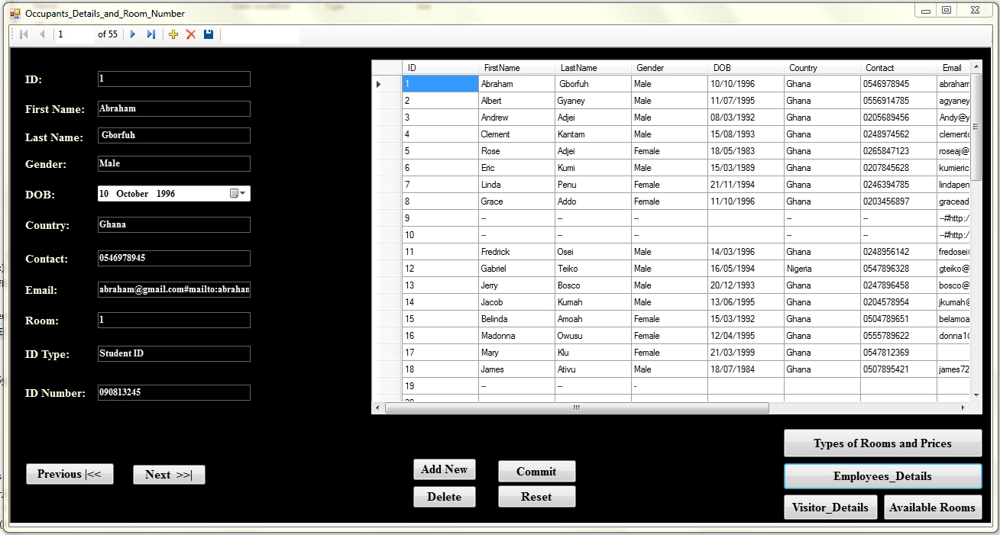 Occupants_Details_and_Room_Number
1 of 55
ID: 1
First Name: Abraham
Last Name: Gborfuh
Gender: Male
DOB: 10 October 1996
Country: Ghana
Contact: 0546978945
Email: abraham@gmail.com#mailto:abraham
Room: 1
ID Type: Student ID
ID Number: 090813245
ID FirstName LastName Gender DOB Country Contact Email
1 Abraham Gborfuh Male 10/10/1996 Ghana 0546978945 abraham
2 Albert Gyaney Male 11/07/1995 Ghana 0556914785 agyaney
3 Andrew Adjei Male 08/03/1992 Ghana 0205689456 Andy@y
4 Clement Kantam Male 15/08/1993 Ghana 0248974562 clemento
5 Rose Adjei Female 18/05/1983 Ghana 0265847123 roseaj@
6 Eric Kumi Male 15/03/1989 Ghana 0207845628 kumieric
7 Linda Penu Female 21/11/1994 Ghana 0246394785 lindapen
8 Grace Addo Female 11/10/1996 Ghana 0203456897 gracead
9 -- -- -- -- -- --#http:/
10 -- -- -- -- -- --#http:/
11 Fredrick Osei Male 14/03/1996 Ghana 0248956142 fredosei
12 Gabriel Teiko Male 16/05/1994 Nigeria 0547896328 gteiko@
13 Jerry Bosco Male 20/12/1993 Ghana 0247896458 bosco@
14 Jacob Kumah Male 13/06/1995 Ghana 0204578954 jkumah@
15 Belinda Amoah Female 15/03/1992 Ghana 0504789651 belamoa
16 Madonna Owusu Female 12/04/1995 Ghana 0555789622 donna1
17 Mary Klu Female 21/03/1999 Ghana 0547812369
18 James Ativu Male 18/07/1984 Ghana 0507895421 james72
19 -- -- -
Previous |<< Next >>|
Add New Commit
Delete Reset
Types of Rooms and Prices
Employees_Details
Visitor_Details Available Rooms